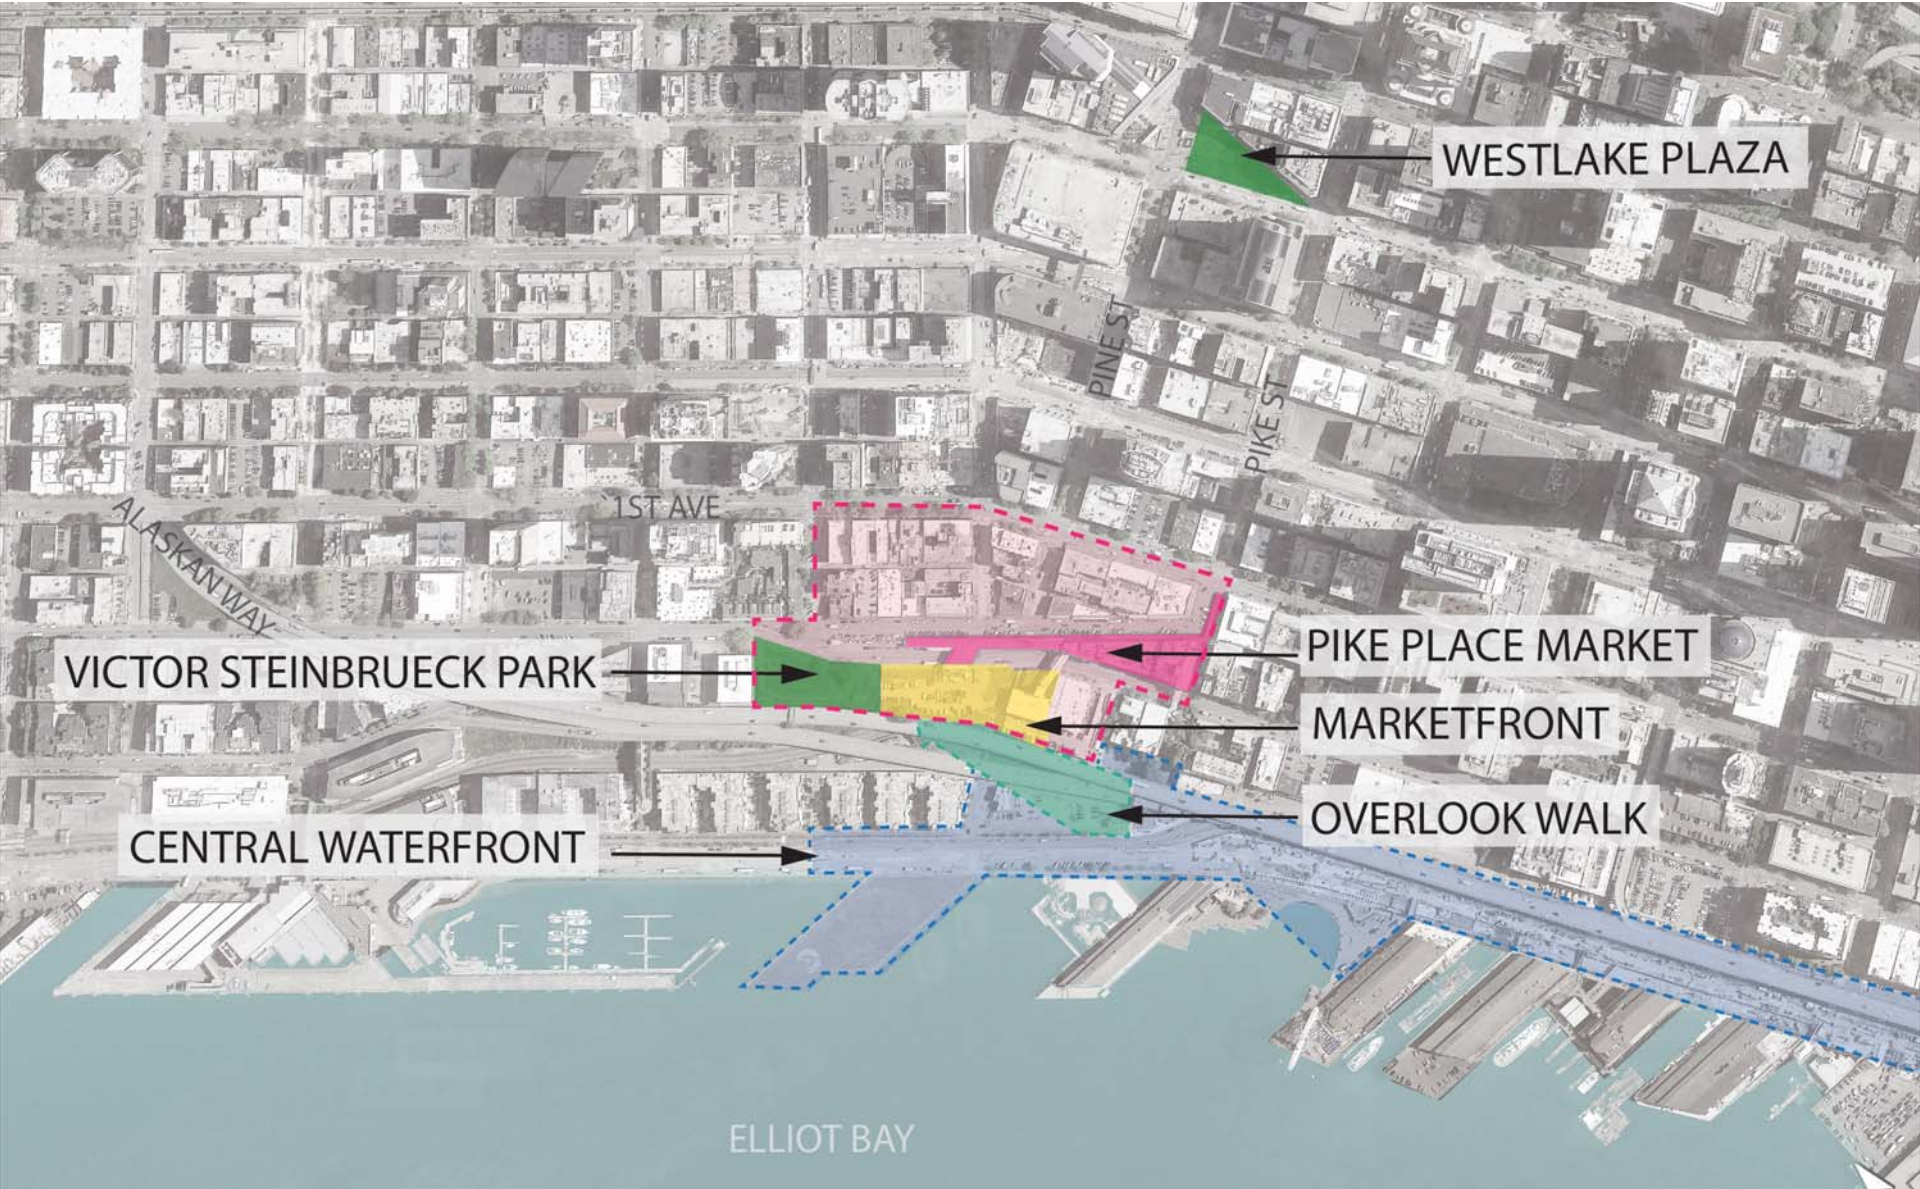 WESTLAKE PLAZA
PINE ST
PIKE ST
`1ST AVE
ALASKAN WAY
VICTOR STEINBRUECK PARK
PIKE PLACE MARKET
MARKETFRONT
OVERLOOK WALK
CENTRAL WATERFRONT
ELLIOT BAY